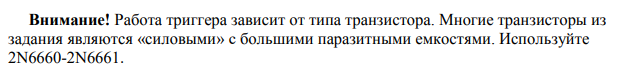 Внимание! Работа триггера зависит от типа транзистора. Многие транзисторы из
задания являются «силовыми» с большими паразитными емкостями. Используйте
2N6660-2N6661.